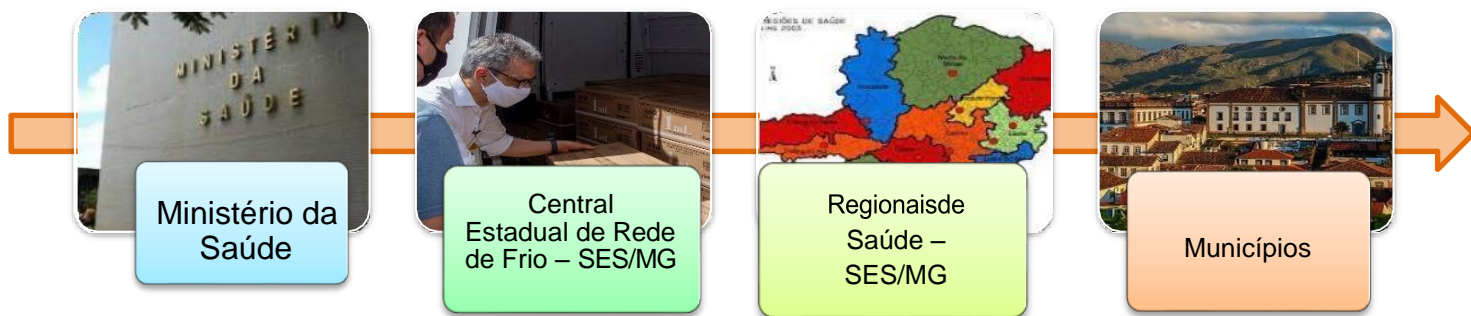 MINISTÉRIO
DA
SAÚDE
Ministério da
Saúde
Central
Estadual de Rede
de Frio – SES/MG
Regionaisde
Saúde –
SES/MG
Municípios